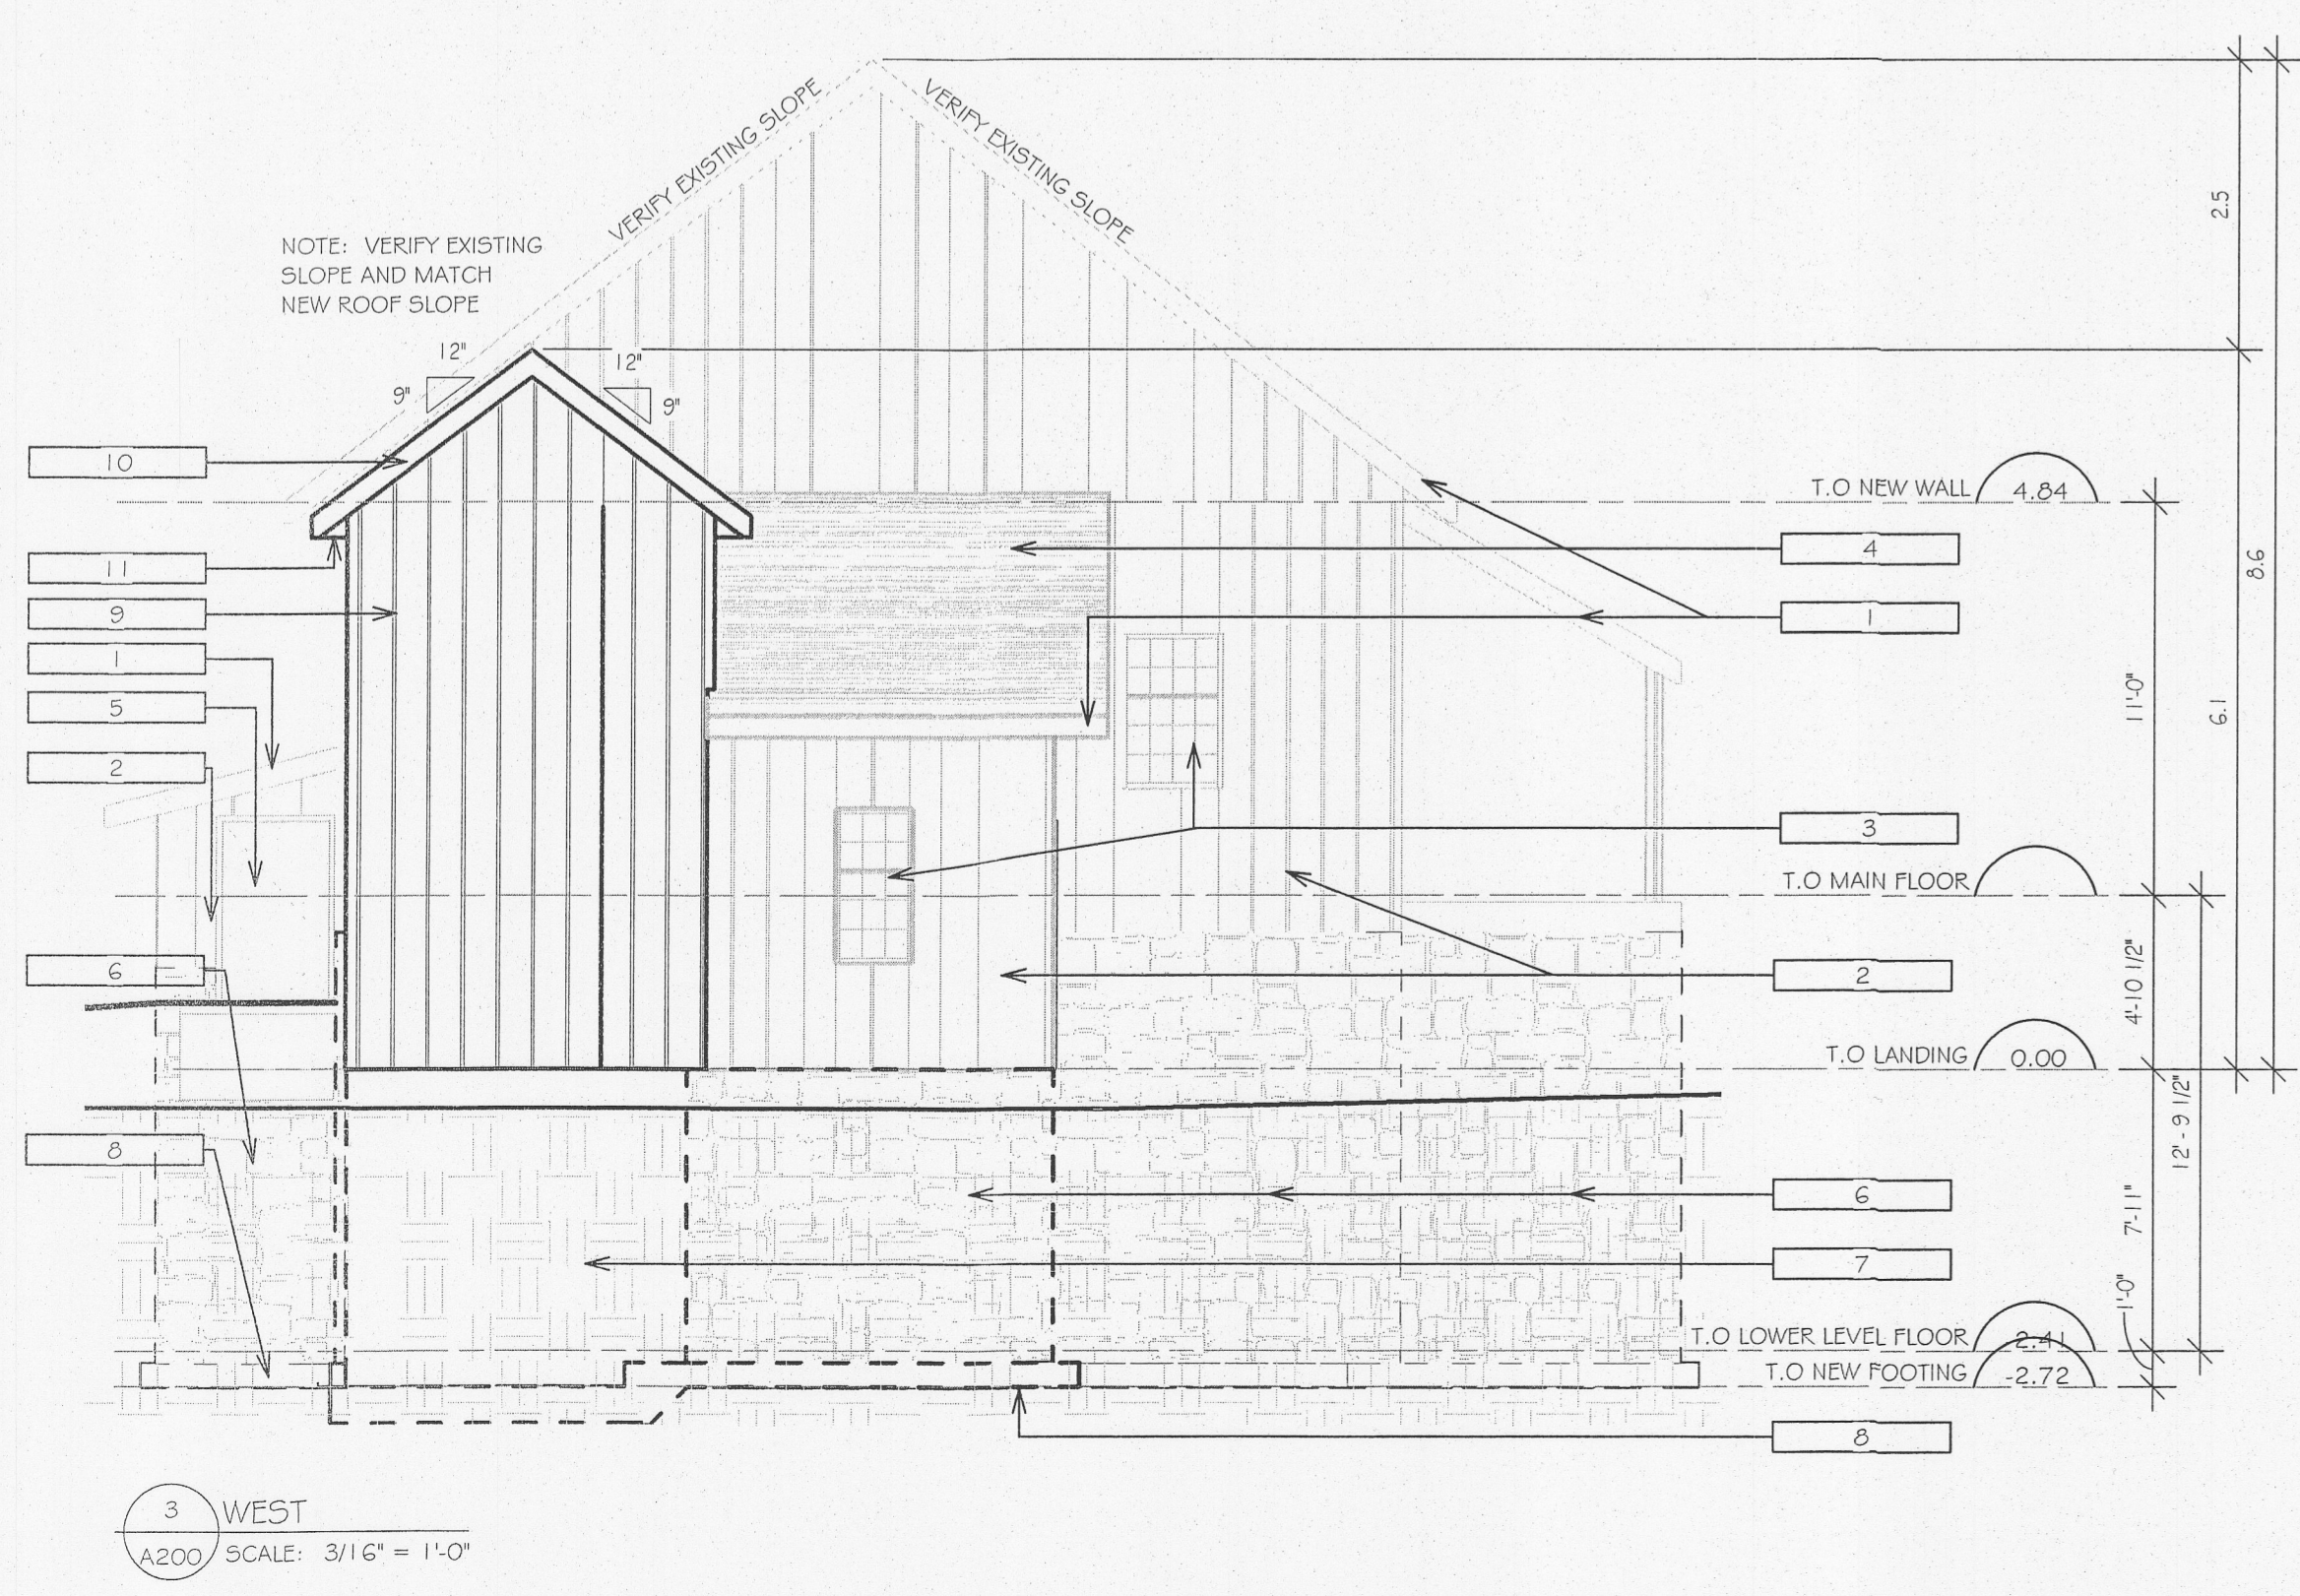 VERIFY EXISTING SLOPE
VERIFY EXISTING SLOPE
2.5
NOTE: VERIFY EXISTING
SLOPE AND MATCH
NEW ROOF SLOPE
12"
9"
12"
9"
10
T.O NEW WALL
4.84
11
4
8.6
9
1
1
11'-0"
6.1
5
2
3
T.O MAIN FLOOR
6
2
4'-10 1/2"
T.O LANDING
0.00
12'-9 1/2"
8
6
7'-11"
7
1'-0"
T.O LOWER LEVEL FLOOR
2.41
T.O NEW FOOTING
-2.72
8
3
WEST
A200
SCALE: 3/16" = 1'-0"